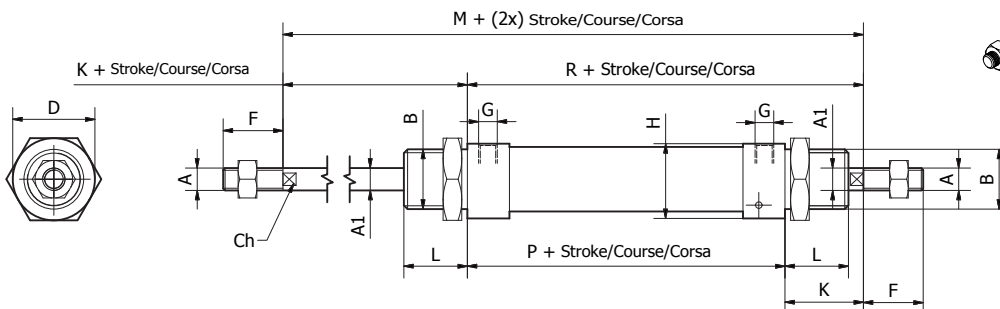 M + (2x) Stroke/Course/Corsa
K + Stroke/Course/Corsa
R + Stroke/Course/Corsa
D
F
B
G
H
G
A1
A
A1
A
B
Ch
L
P + Stroke/Course/Corsa
L
K
F